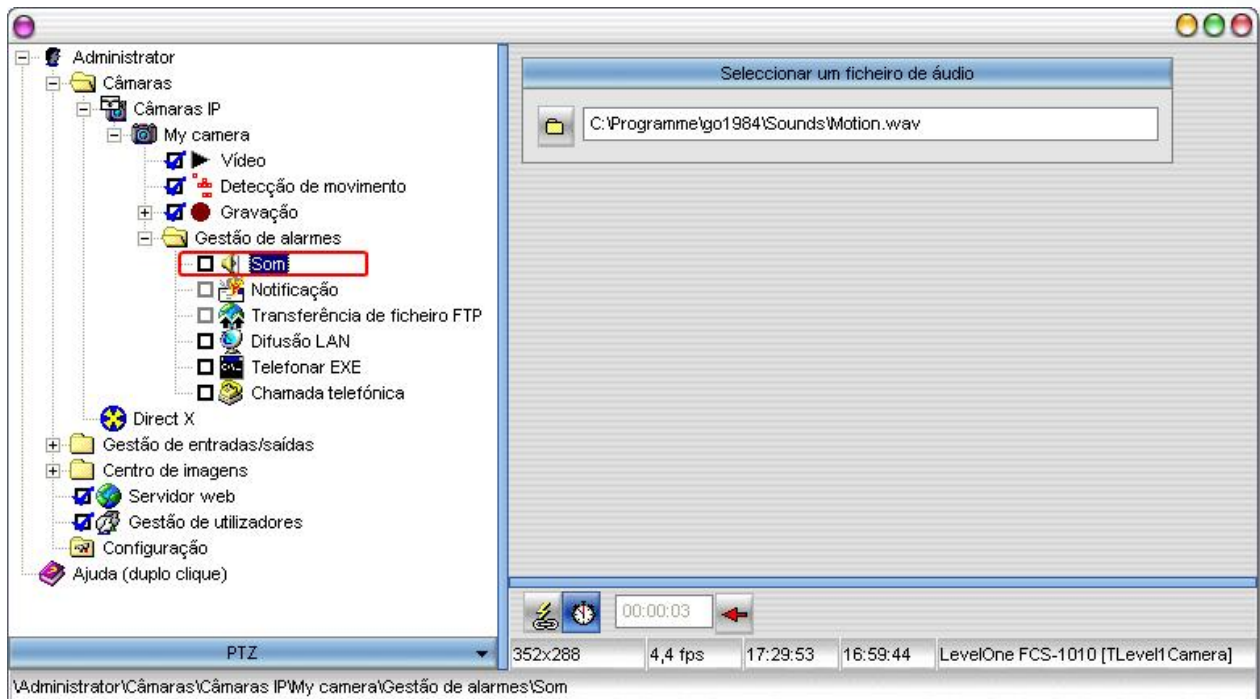 Administrator
Câmaras
Câmaras IP
My camera
Vídeo
Detecção de movimento
Gravação
Gestão de alarmes
Som
Notificação
Transferência de ficheiro FTP
Difusão LAN
Telefonar EXE
Chamada telefónica
Direct X
Gestão de entradas/saídas
Centro de imagens
Servidor web
Gestão de utilizadores
Configuração
Ajuda (duplo clique)
PTZ
Seleccionar um ficheiro de áudio
C:\Programme\go1984\Sounds\Motion.wav
00:00:03
352x288 4,4 fps 17:29:53 16:59:44 LevelOne FCS-1010 [TLevel1Camera]
\Administrator\Câmaras\Câmaras IP\My camera\Gestão de alarmes\Som